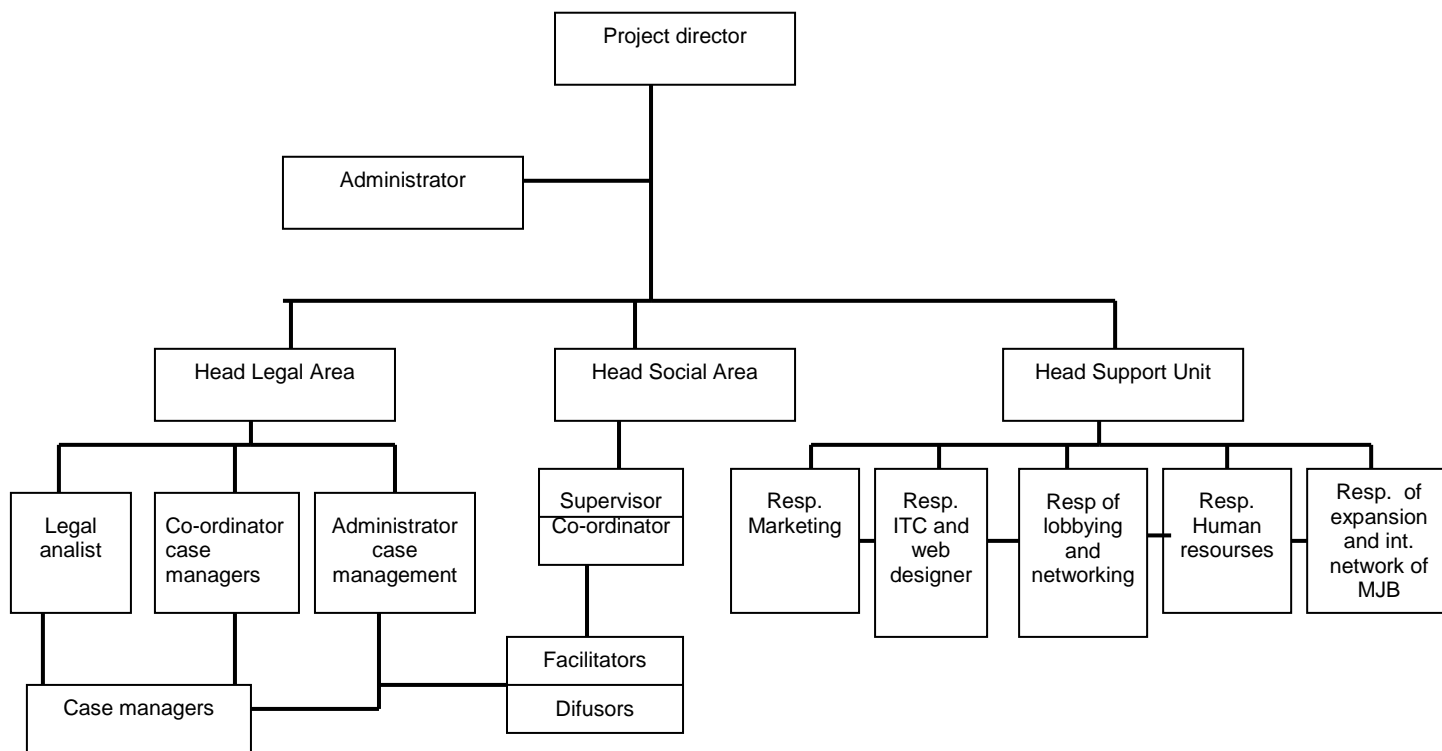 Project director
Administrator
Head Legal Area
Head Social Area
Head Support Unit
Legal
analist
Co-ordinator
case
managers
Administrator
case
management
Supervisor
Co-ordinator
Resp.
Marketing
Resp.
ITC and
web
designer
Resp of
lobbying
and
networking
Resp.
Human
resourses
Resp. of
expansion
and int.
network of
MJB
Facilitators
Difusors
Case managers